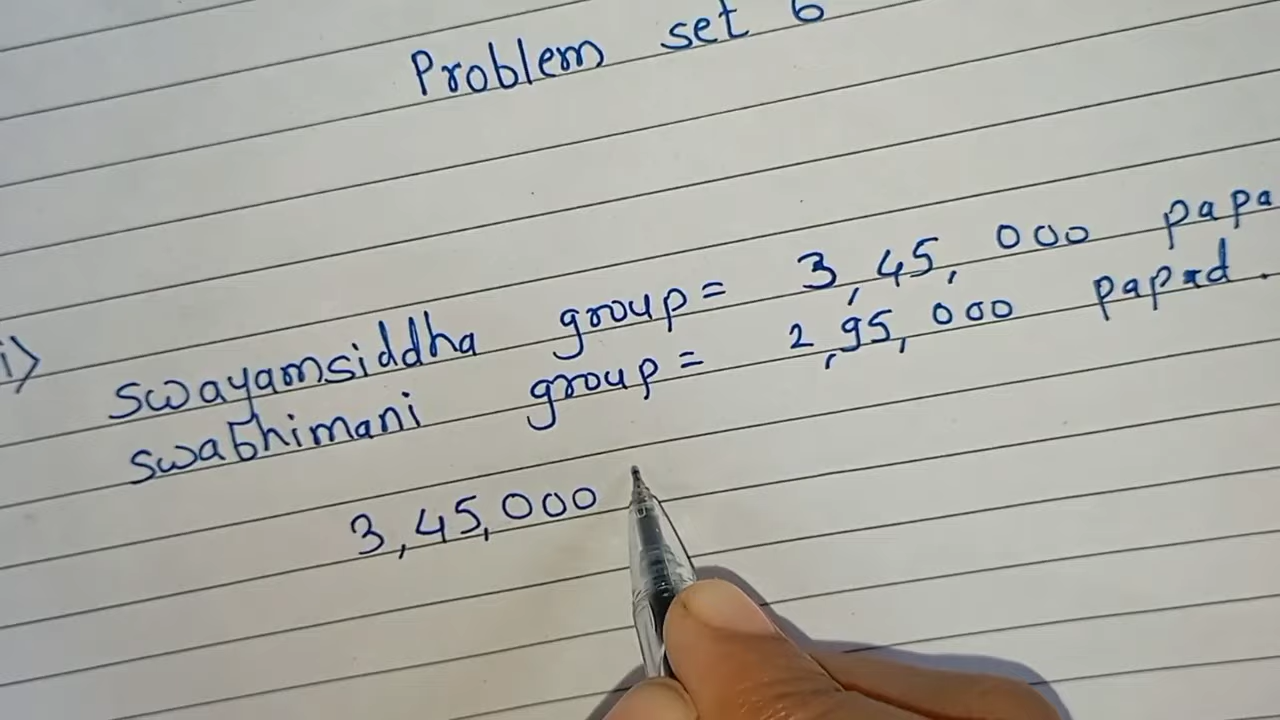 Problem set 6
i) Swayamsiddha group = 3,45,000 papa
Swabhimani group = 2,95,000 papad.
3,45,000